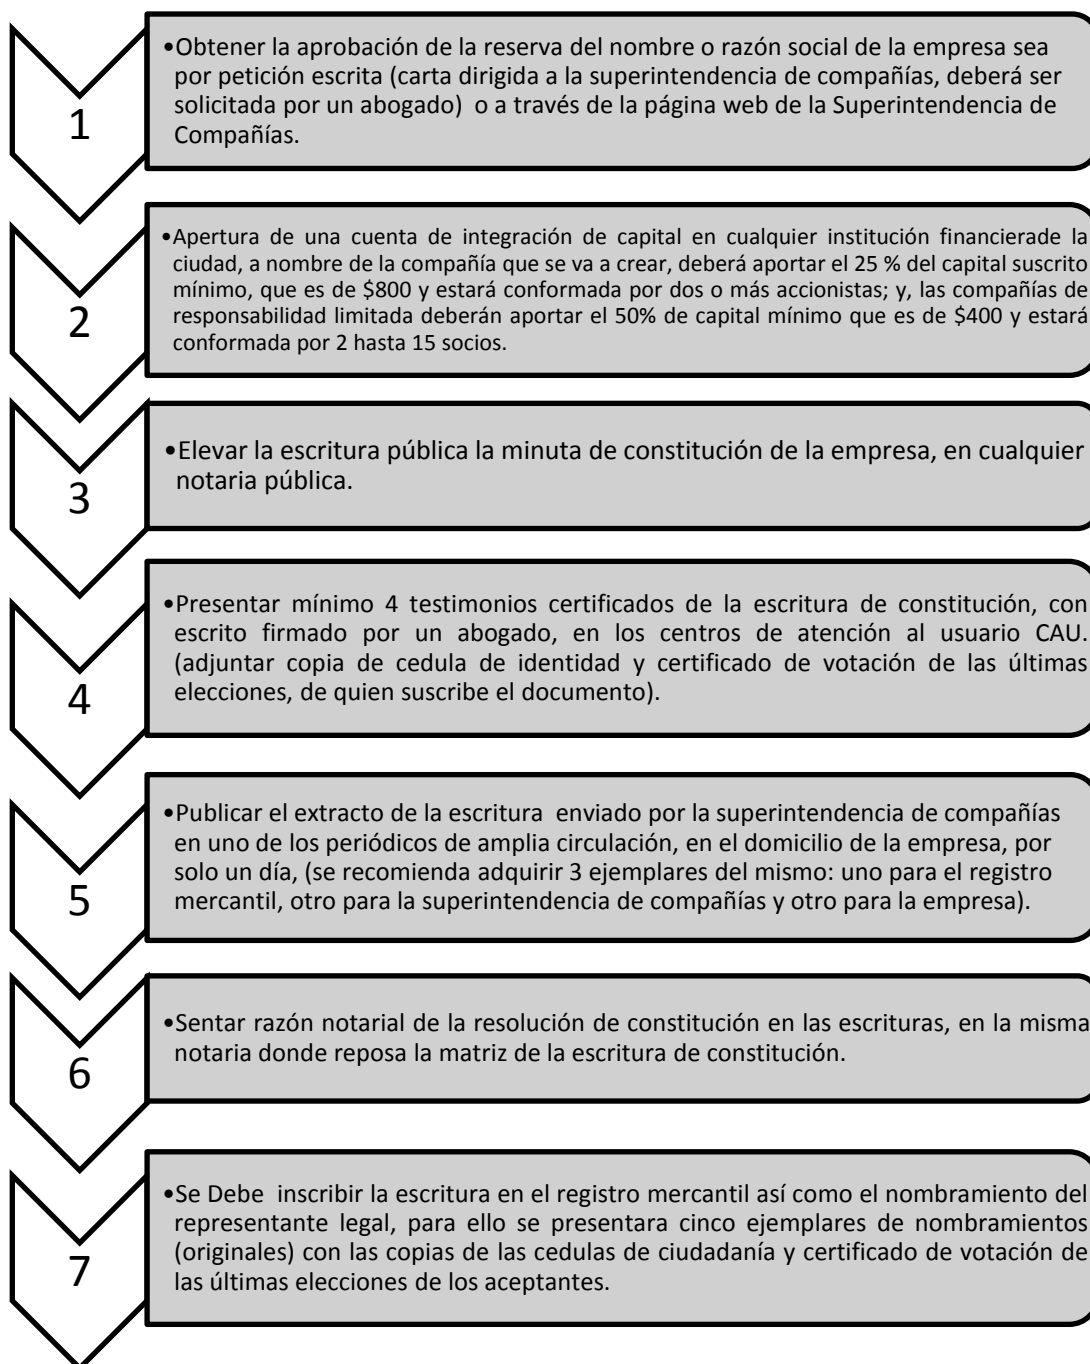 1
•Obtener la aprobación de la reserva del nombre o razón social de la empresa sea
por petición escrita (carta dirigida a la superintendencia de compañías, deberá ser
solicitada por un abogado) o a través de la página web de la Superintendencia de
Compañías.
2
•Apertura de una cuenta de integración de capital en cualquier institución financierade la
ciudad, a nombre de la compañía que se va a crear, deberá aportar el 25 % del capital suscrito
mínimo, que es de $800 y estará conformada por dos o más accionistas; y, las compañías de
responsabilidad limitada deberán aportar el 50% de capital mínimo que es de $400 y estará
conformada por 2 hasta 15 socios.
3
•Elevar la escritura pública la minuta de constitución de la empresa, en cualquier
notaria pública.
4
•Presentar mínimo 4 testimonios certificados de la escritura de constitución, con
escrito firmado por un abogado, en los centros de atención al usuario CAU.
(adjuntar copia de cedula de identidad y certificado de votación de las últimas
elecciones, de quien suscribe el documento).
5
•Publicar el extracto de la escritura enviado por la superintendencia de compañías
en uno de los periódicos de amplia circulación, en el domicilio de la empresa, por
solo un día, (se recomienda adquirir 3 ejemplares del mismo: uno para el registro
mercantil, otro para la superintendencia de compañías y otro para la empresa).
6
•Sentar razón notarial de la resolución de constitución en las escrituras, en la misma
notaria donde reposa la matriz de la escritura de constitución.
7
•Se Debe inscribir la escritura en el registro mercantil así como el nombramiento del
representante legal, para ello se presentara cinco ejemplares de nombramientos
(originales) con las copias de las cedulas de ciudadanía y certificado de votación de
las últimas elecciones de los aceptantes.